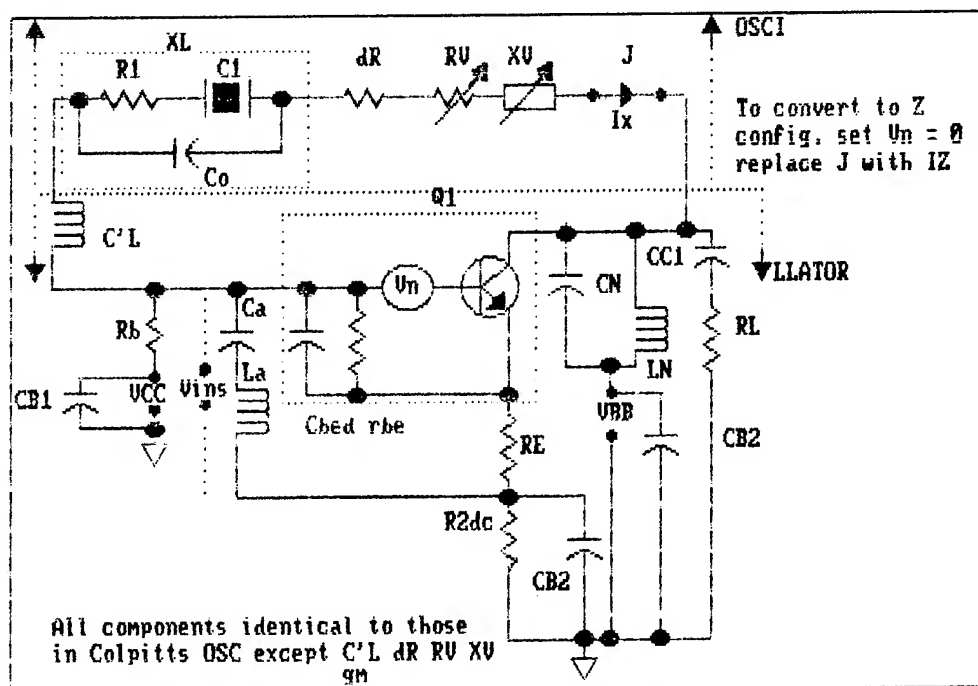 OSCI
XL
R1
C1
dR
RV
XV
J
Ix
Co
To convert to Z
config. set Vn = 0
replace J with IZ
Q1
C'L
Vn
CN
CC1
LLATOR
Rb
Ca
RL
LN
CB1
VCC
Vins
La
VBB
Cbed rbe
RE
CB2
R2dc
CB2
All components identical to those
in Colpitts OSC except C'L dR RV XV
gm